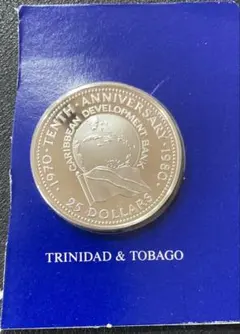 1970 · TENTH · ANNIVERSARY · 1980 ·
CARIBBEAN DEVELOPMENT BANK
25 DOLLARS
TRINIDAD & TOBAGO